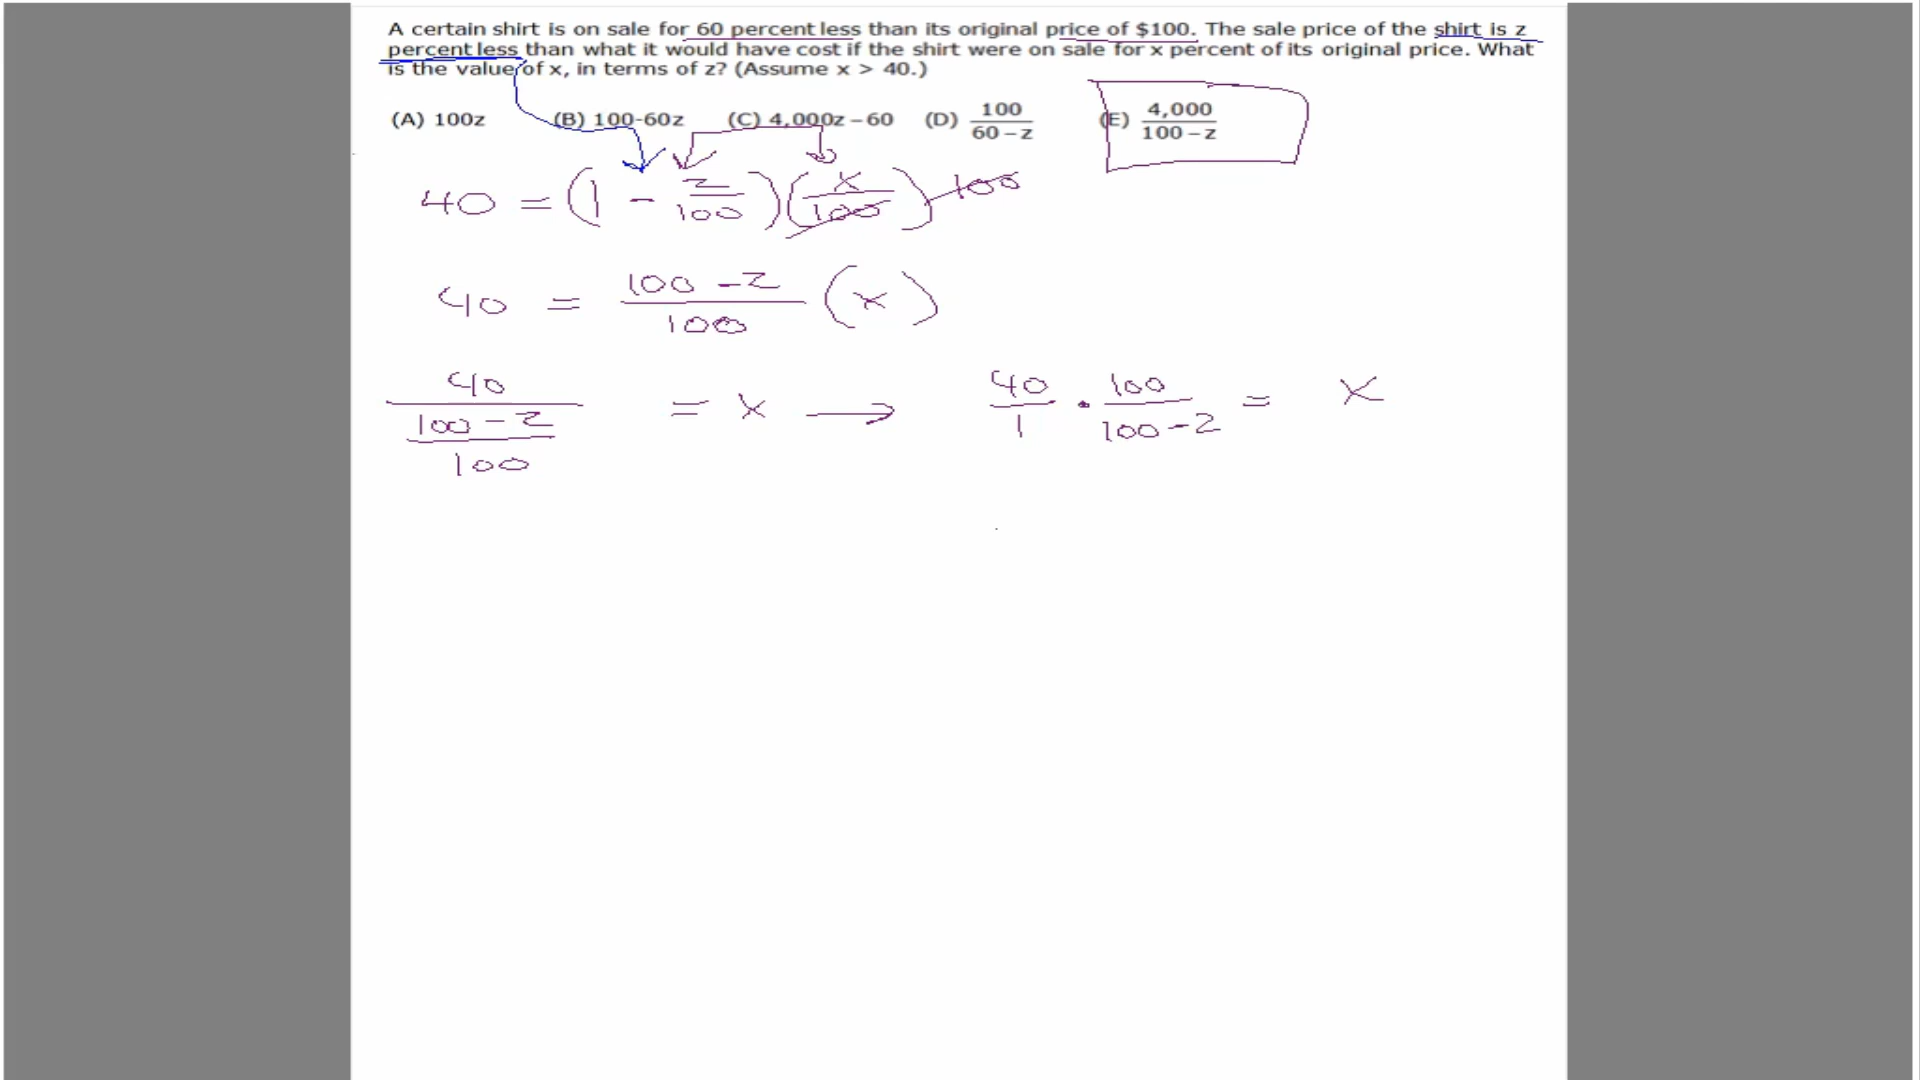 A certain shirt is on sale for 60 percent less than its original price of $100. The sale price of the shirt is z
percent less than what it would have cost if the shirt were on sale for x percent of its original price. What
is the value of x, in terms of z? (Assume x > 40.)
(A) 100z (B) 100-60z (C) 4,000z – 60 (D) 100/(60 – z) (E) 4,000/(100 – z)
40 = (1 - z/100)(x/100) 100
40 = (100 - z)/100 (x)
40/((100 - z)/100) = x → 40/1 · 100/(100 - z) = x